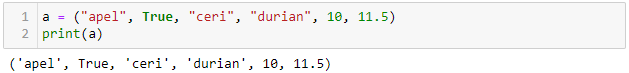 1 a = ("apel", True, "ceri", "durian", 10, 11.5)
2 print(a)
('apel', True, 'ceri', 'durian', 10, 11.5)